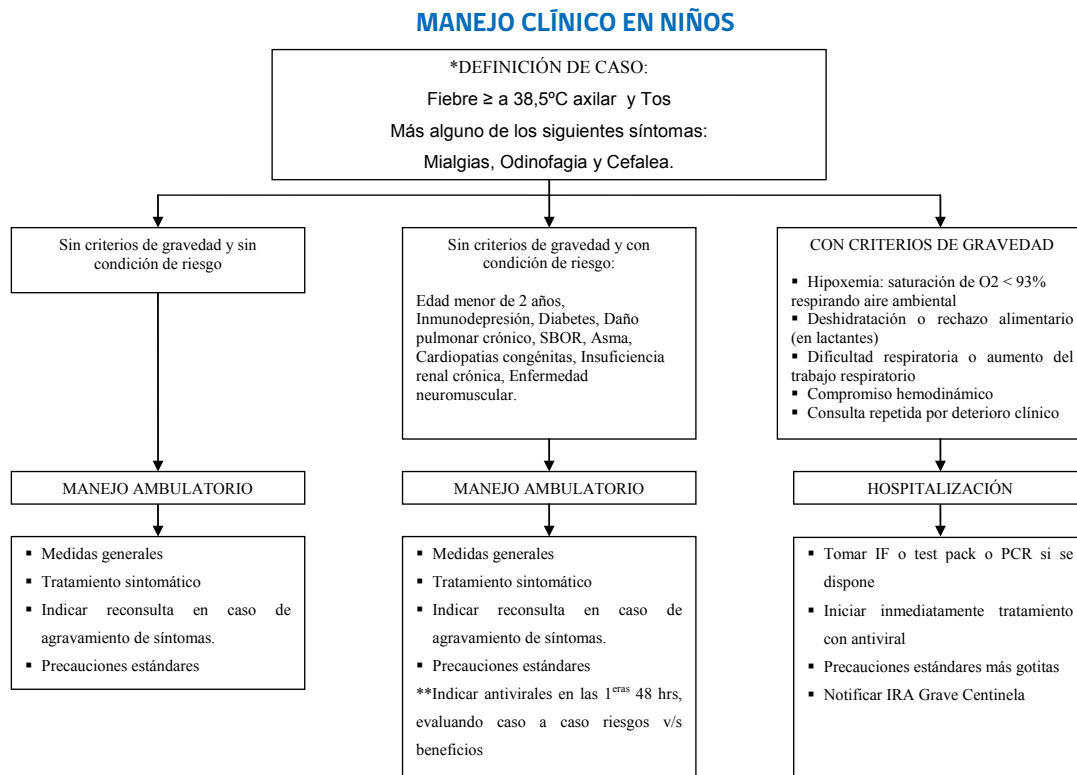 MANEJO CLÍNICO EN NIÑOS
*DEFINICIÓN DE CASO:
Fiebre ≥ a 38,5ºC axilar y Tos
Más alguno de los siguientes síntomas:
Mialgias, Odinofagia y Cefalea.
Sin criterios de gravedad y sin
condición de riesgo
Sin criterios de gravedad y con
condición de riesgo:
Edad menor de 2 años,
Inmunodepresión, Diabetes, Daño
pulmonar crónico, SBOR, Asma,
Cardiopatias congénitas, Insuficiencia
renal crónica, Enfermedad
neuromuscular.
CON CRITERIOS DE GRAVEDAD
▪ Hipoxemia: saturación de O2 < 93%
respirando aire ambiental
▪ Deshidratación o rechazo alimentario
(en lactantes)
▪ Dificultad respiratoria o aumento del
trabajo respiratorio
▪ Compromiso hemodinámico
▪ Consulta repetida por deterioro clínico
MANEJO AMBULATORIO
▪ Medidas generales
▪ Tratamiento sintomático
▪ Indicar reconsulta en caso de
agravamiento de síntomas.
▪ Precauciones estándares
MANEJO AMBULATORIO
▪ Medidas generales
▪ Tratamiento sintomático
▪ Indicar reconsulta en caso de
agravamiento de síntomas.
▪ Precauciones estándares
**Indicar antivirales en las 1eras 48 hrs,
evaluando caso a caso riesgos v/s
beneficios
HOSPITALIZACIÓN
▪ Tomar IF o test pack o PCR si se
dispone
▪ Iniciar inmediatamente tratamiento
con antiviral
▪ Precauciones estándares más gotitas
▪ Notificar IRA Grave Centinela